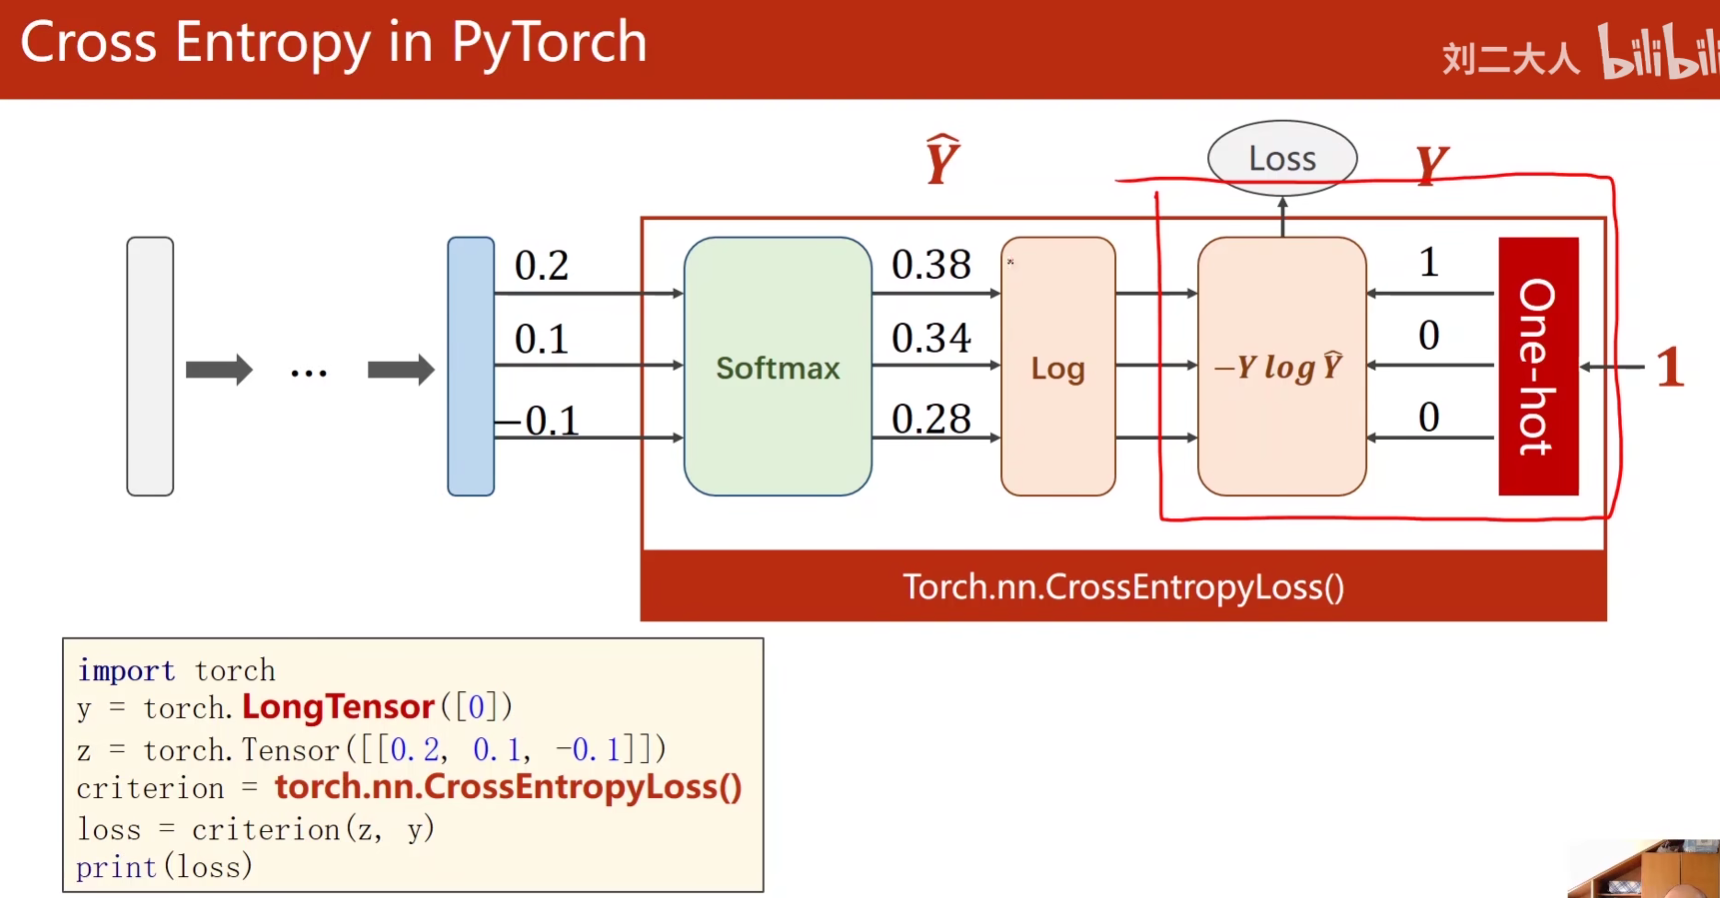 Cross Entropy in PyTorch
刘二大人 bilibili
Ŷ
Loss
Y
0.2
0.38
1
0.1
0.34
0
−0.1
0.28
0
Softmax
Log
−Y log Ŷ
One-hot
1
Torch.nn.CrossEntropyLoss()
import torch
y = torch.LongTensor([0])
z = torch.Tensor([[0.2, 0.1, -0.1]])
criterion = torch.nn.CrossEntropyLoss()
loss = criterion(z, y)
print(loss)